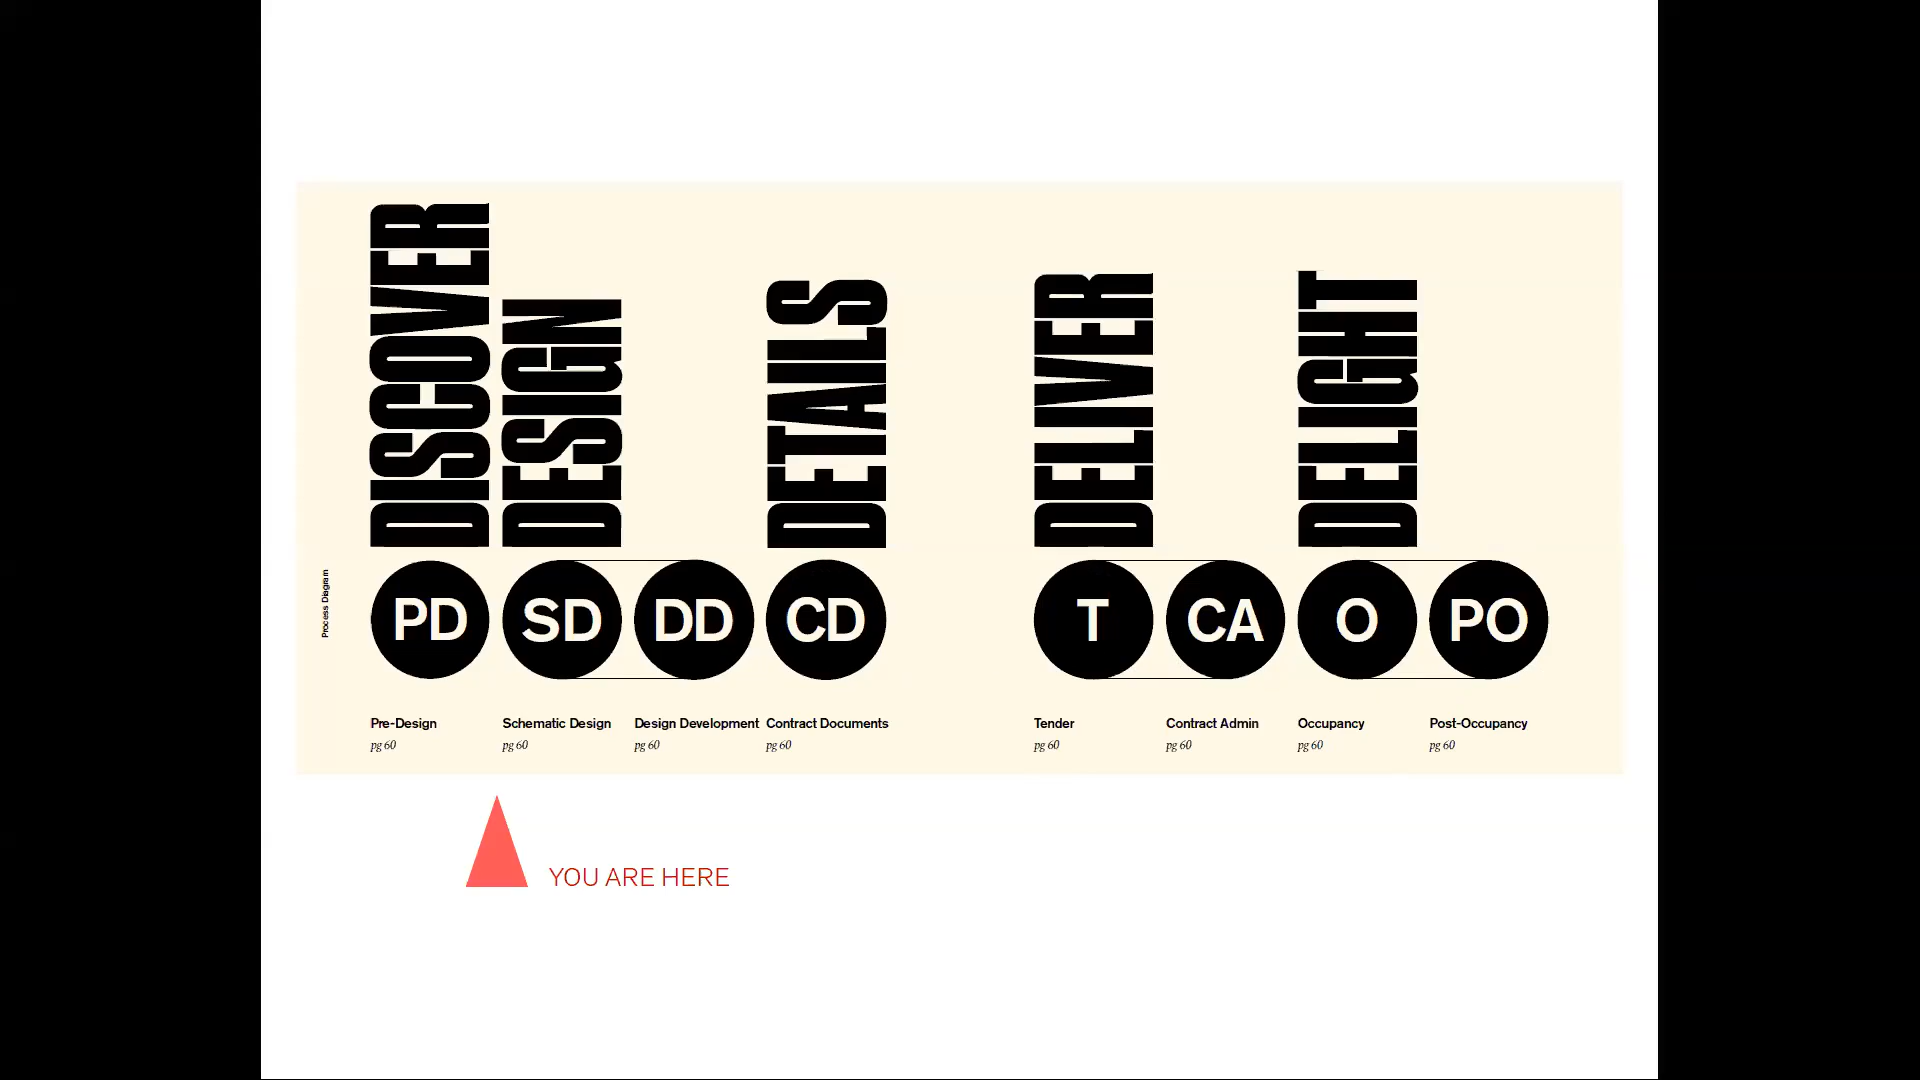 DISCOVER
DESIGN
DETAILS
DELIVER
DELIGHT
Process Diagram
PD
SD
DD
CD
T
CA
O
PO
Pre-Design
pg 60
Schematic Design
pg 60
Design Development
pg 60
Contract Documents
pg 60
Tender
pg 60
Contract Admin
pg 60
Occupancy
pg 60
Post-Occupancy
pg 60
YOU ARE HERE